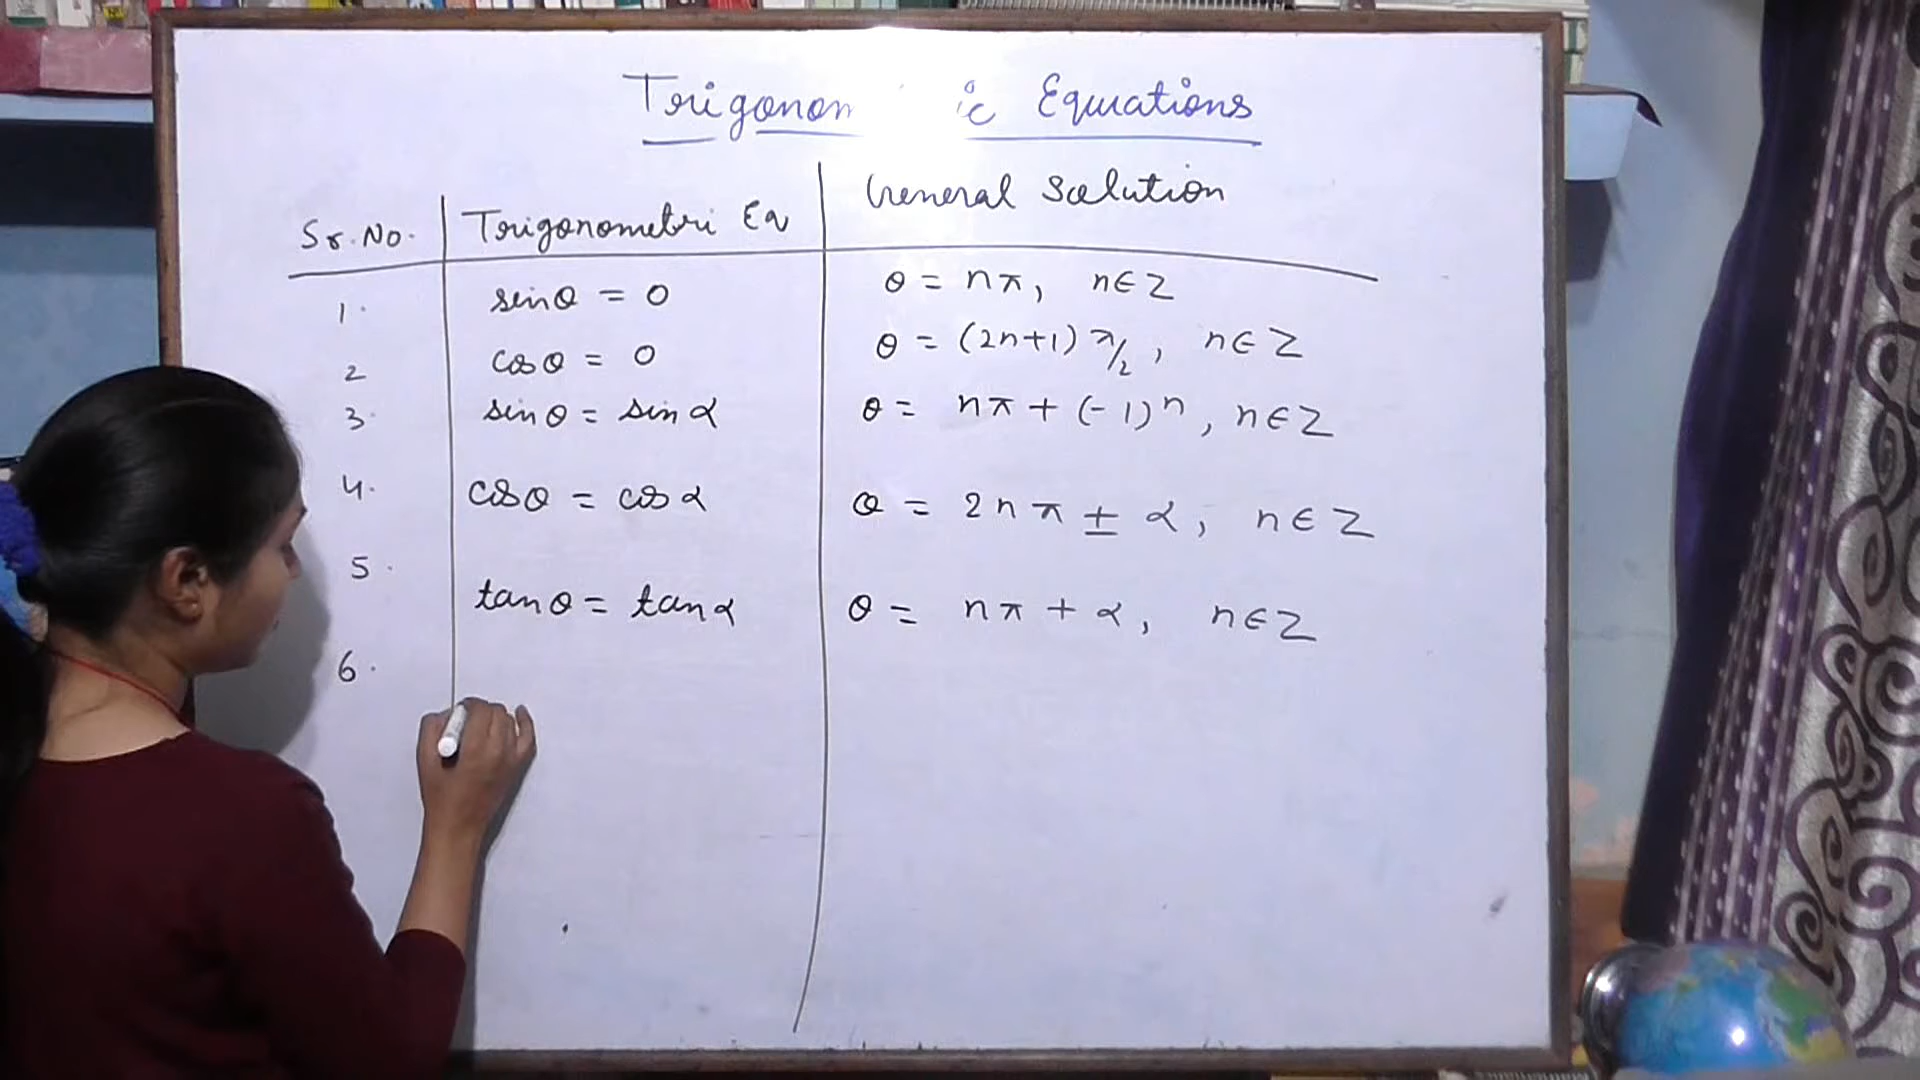 Trigonom ic Equations
Sr. No. Trigonometri Eq General Solution
1. sinθ = 0 θ = nπ, n∈Z
2 cosθ = 0 θ = (2n+1) π/2, n∈Z
3. sinθ = sinα θ = nπ + (-1)ⁿ, n∈Z
4. cosθ = cosα θ = 2nπ ± α, n∈Z
5. tanθ = tanα θ = nπ + α, n∈Z
6.